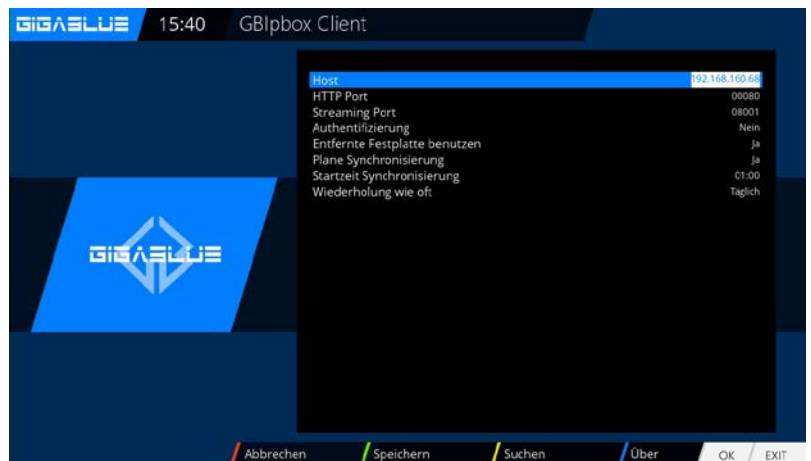 GIGABLUE 15:40 GBIpbox Client
Host 192.168.160.68
HTTP Port 00080
Streaming Port 08001
Authentifizierung Nein
Entfernte Festplatte benutzen Ja
Plane Synchronisierung Ja
Startzeit Synchronisierung 01:00
Wiederholung wie oft Täglich
GIGABLUE
Abbrechen Speichern Suchen Über OK EXIT